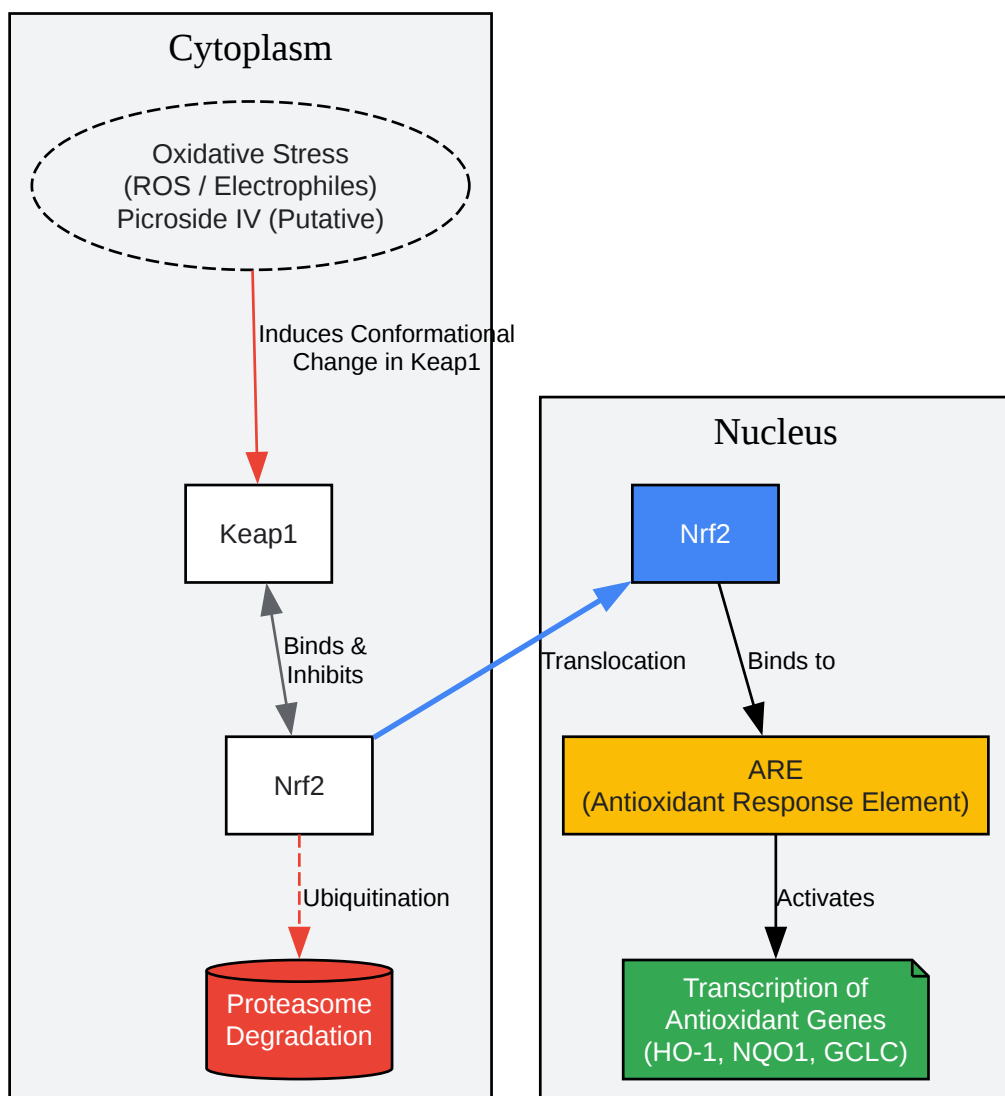 Cytoplasm
Oxidative Stress
(ROS / Electrophiles)
Picroside IV (Putative)
Induces Conformational
Change in Keap1
Keap1
Binds &
Inhibits
Nrf2
Ubiquitination
Proteasome
Degradation
Translocation
Nucleus
Nrf2
Binds to
ARE
(Antioxidant Response Element)
Activates
Transcription of
Antioxidant Genes
(HO-1, NQO1, GCLC)